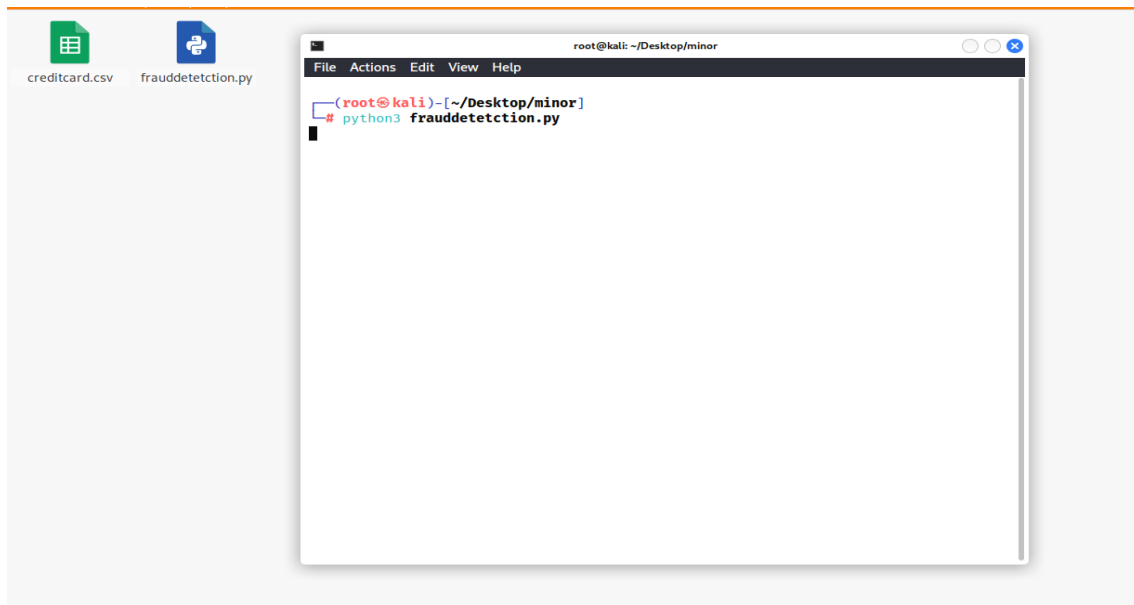 creditcard.csv
frauddetetction.py
root@kali: ~/Desktop/minor
File Actions Edit View Help
┌──(root㉿kali)-[~/Desktop/minor]
└─# python3 frauddetetction.py